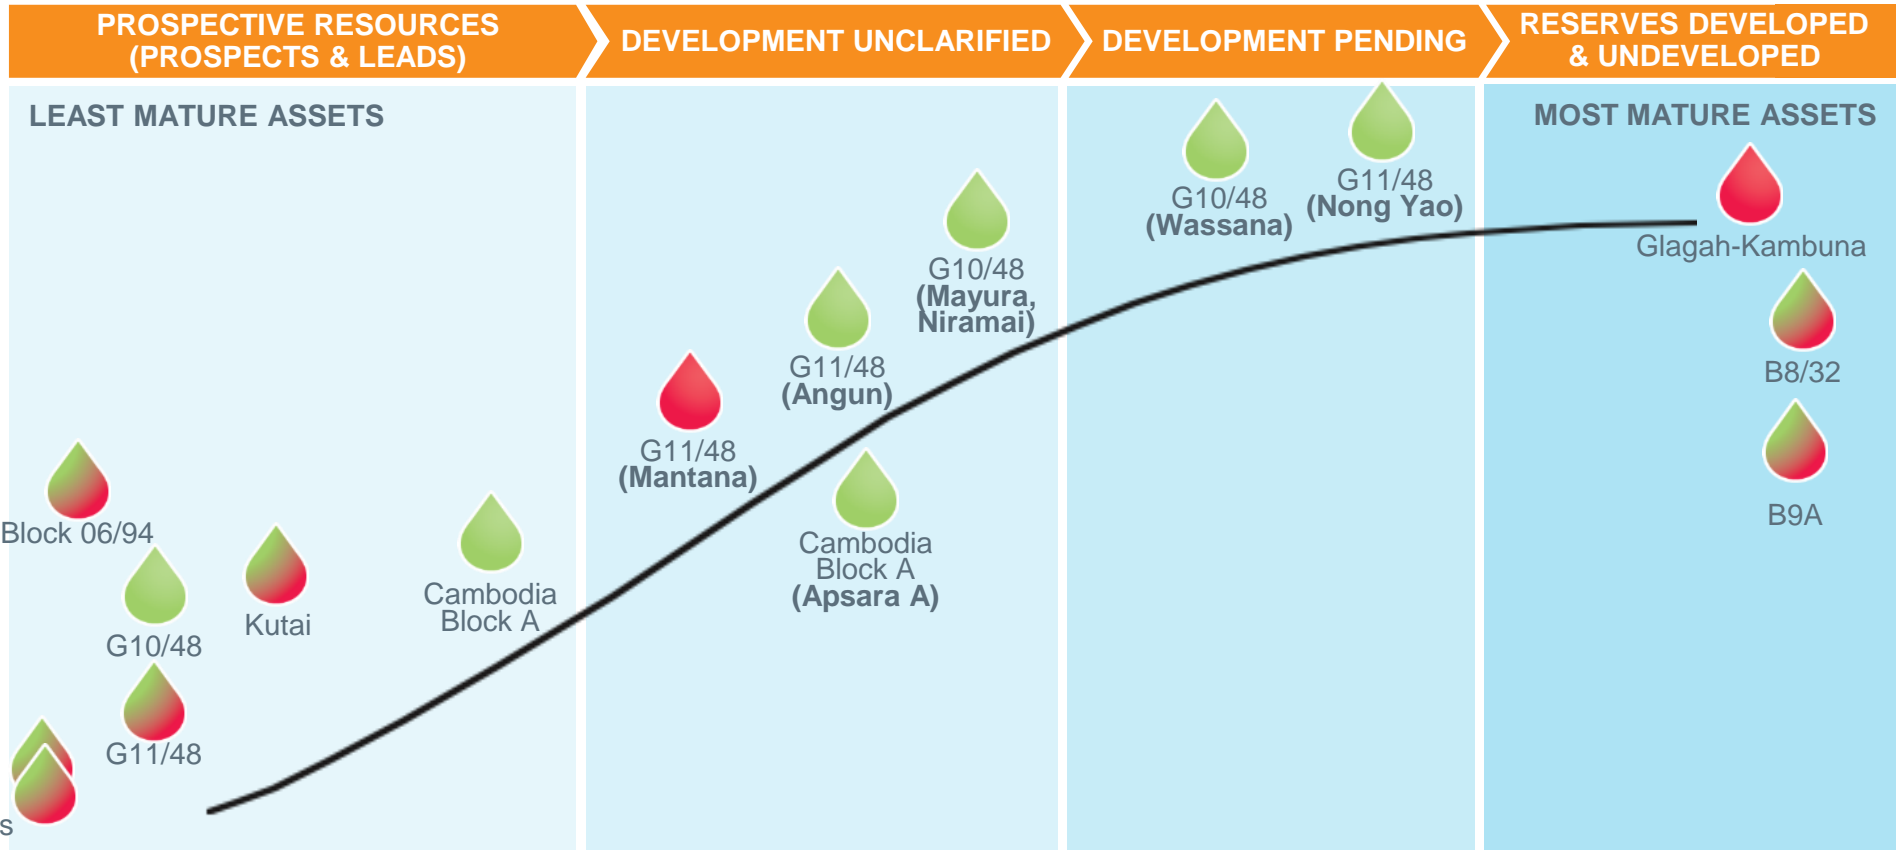 PROSPECTIVE RESOURCES
(PROSPECTS & LEADS)
DEVELOPMENT UNCLARIFIED
DEVELOPMENT PENDING
RESERVES DEVELOPED
& UNDEVELOPED
LEAST MATURE ASSETS
MOST MATURE ASSETS
Block 06/94
G10/48
G11/48
Kutai
Cambodia
Block A
G11/48
(Mantana)
G11/48
(Angun)
G10/48
(Mayura,
Niramai)
Cambodia
Block A
(Apsara A)
G10/48
(Wassana)
G11/48
(Nong Yao)
Glagah-Kambuna
B8/32
B9A